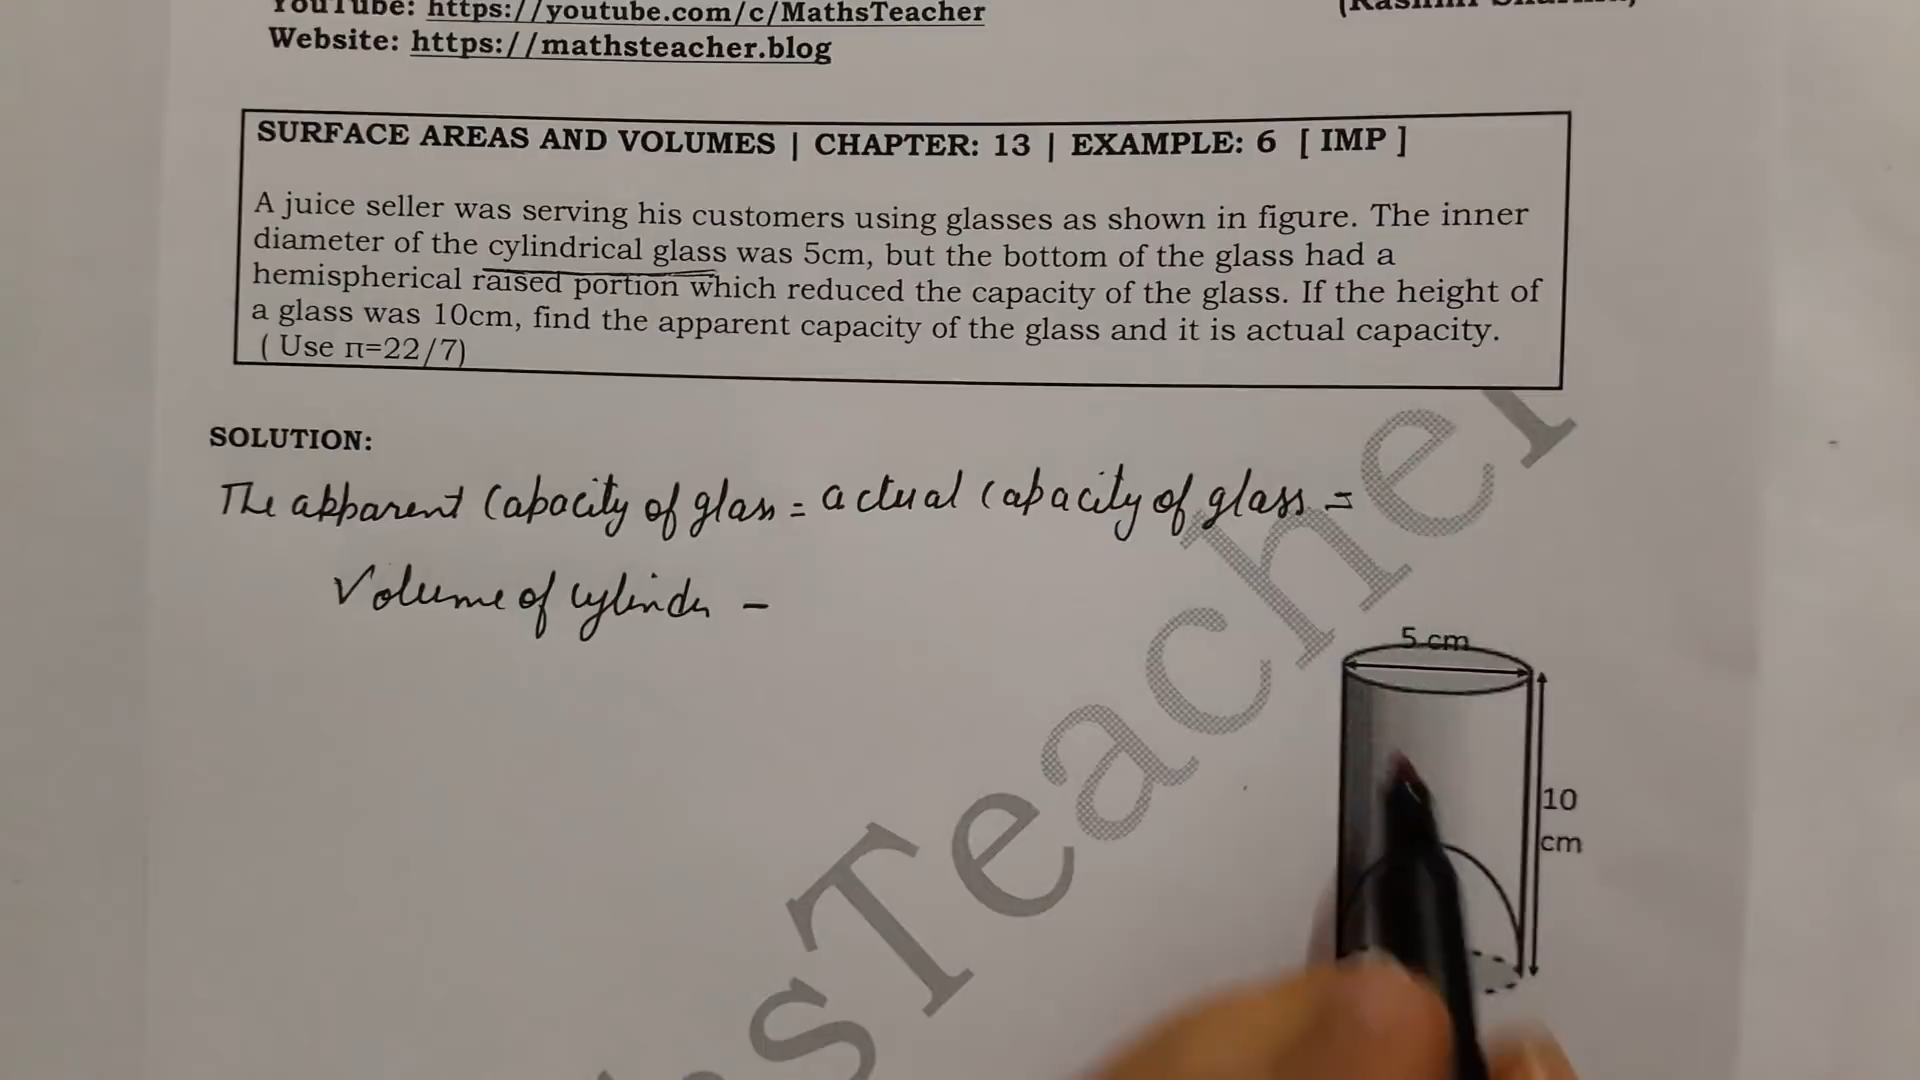 YouTube: https://youtube.com/c/MathsTeacher
Website: https://mathsteacher.blog
SURFACE AREAS AND VOLUMES | CHAPTER: 13 | EXAMPLE: 6 [ IMP ]
A juice seller was serving his customers using glasses as shown in figure. The inner
diameter of the cylindrical glass was 5cm, but the bottom of the glass had a
hemispherical raised portion which reduced the capacity of the glass. If the height of
a glass was 10cm, find the apparent capacity of the glass and it is actual capacity.
( Use π=22/7)
SOLUTION:
The apparent Capacity of glass = actual capacity of glass =
Volume of cylinder –
5 cm
10
cm
sTeacher